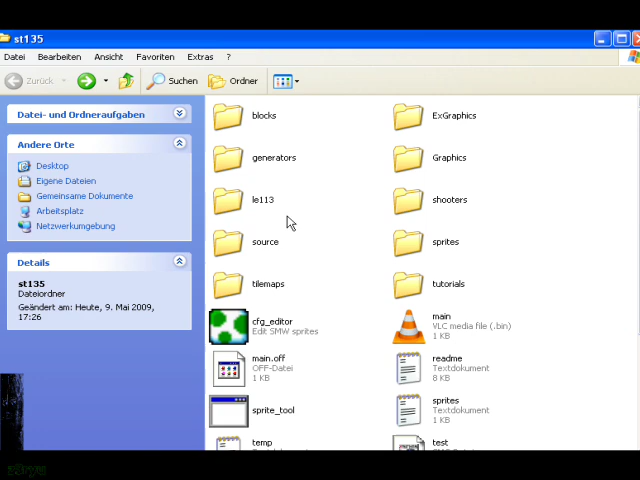 st135
Datei Bearbeiten Ansicht Favoriten Extras ?
Zurück Suchen Ordner
Datei- und Ordneraufgaben
Andere Orte
Desktop
Eigene Dateien
Gemeinsame Dokumente
Arbeitsplatz
Netzwerkumgebung
Details
st135
Dateiordner
Geändert am: Heute, 9. Mai 2009,
17:26
blocks
ExGraphics
generators
Graphics
le113
shooters
source
sprites
tilemaps
tutorials
cfg_editor
Edit SMW sprites
main
VLC media file (.bin)
1 KB
main.off
OFF-Datei
1 KB
readme
Textdokument
8 KB
sprite_tool
sprites
Textdokument
1 KB
temp
test